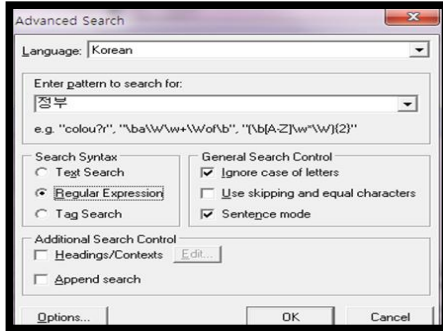 Advanced Search
Language: Korean
Enter pattern to search for:
정부
e.g. "colou?r", "\ba\W\w+\Wof\b", "(\b[A-Z]\w*\W){2}"
Search Syntax
Text Search
Regular Expression
Tag Search
General Search Control
Ignore case of letters
Use skipping and equal characters
Sentence mode
Additional Search Control
Headings/Contexts Edit...
Append search
Options... OK Cancel